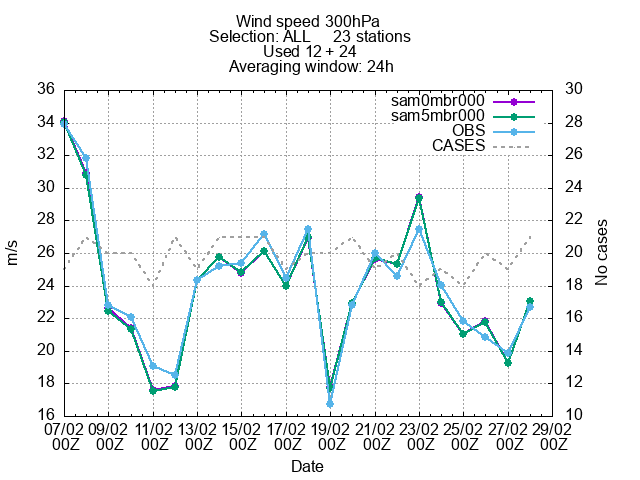 Wind speed 300hPa
Selection: ALL 23 stations
Used 12 + 24
Averaging window: 24h
36 30
sam0mbr000
34 sam5mbr000 28
OBS
32 CASES 26
30 24
28 22
26 20
m/s No cases
24 18
22 16
20 14
18 12
16 10
07/02 09/02 11/02 13/02 15/02 17/02 19/02 21/02 23/02 25/02 27/02 29/02
00Z 00Z 00Z 00Z 00Z 00Z 00Z 00Z 00Z 00Z 00Z 00Z
Date